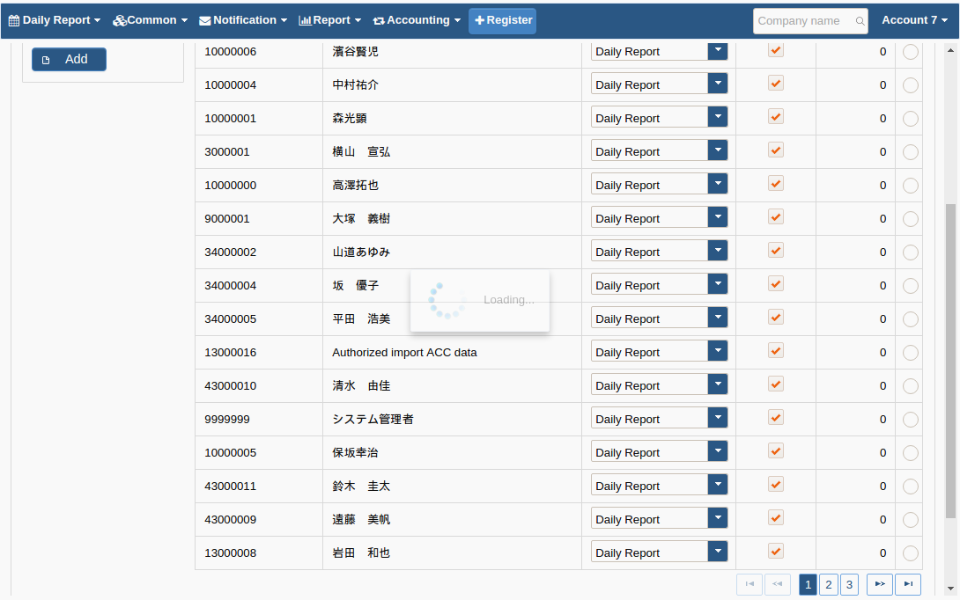 Daily Report Common Notification Report Accounting Register Company name Account 7
Add
10000006 濱谷賢児 Daily Report 0
10000004 中村祐介 Daily Report 0
10000001 森光顕 Daily Report 0
3000001 横山　宣弘 Daily Report 0
10000000 高澤拓也 Daily Report 0
9000001 大塚　義樹 Daily Report 0
34000002 山道あゆみ Daily Report 0
34000004 坂　優子 Daily Report 0
Loading...
34000005 平田　浩美 Daily Report 0
13000016 Authorized import ACC data Daily Report 0
43000010 清水　由佳 Daily Report 0
9999999 システム管理者 Daily Report 0
10000005 保坂幸治 Daily Report 0
43000011 鈴木　圭太 Daily Report 0
43000009 遠藤　美帆 Daily Report 0
13000008 岩田　和也 Daily Report 0
1 2 3